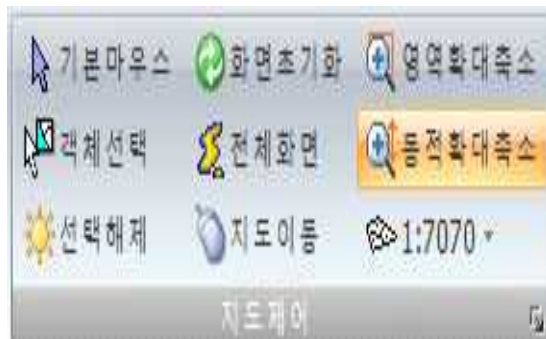 기본마우스 화면초기화 영역확대축소
객체선택 전체화면 동적확대축소
선택해제 지도이동 1:7070
지도제어